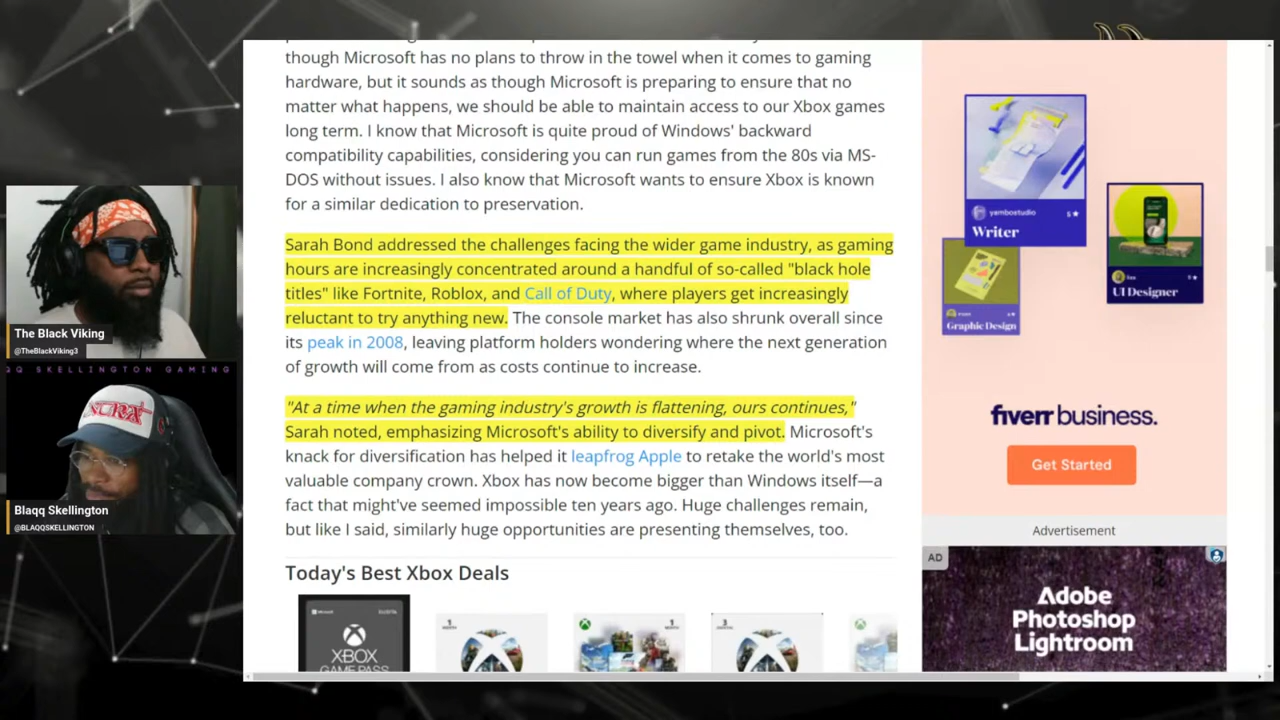 though Microsoft has no plans to throw in the towel when it comes to gaming
hardware, but it sounds as though Microsoft is preparing to ensure that no
matter what happens, we should be able to maintain access to our Xbox games
long term. I know that Microsoft is quite proud of Windows' backward
compatibility capabilities, considering you can run games from the 80s via MS-
DOS without issues. I also know that Microsoft wants to ensure Xbox is known
for a similar dedication to preservation.
Sarah Bond addressed the challenges facing the wider game industry, as gaming
hours are increasingly concentrated around a handful of so-called "black hole
titles" like Fortnite, Roblox, and Call of Duty, where players get increasingly
reluctant to try anything new. The console market has also shrunk overall since
its peak in 2008, leaving platform holders wondering where the next generation
of growth will come from as costs continue to increase.
"At a time when the gaming industry's growth is flattening, ours continues,"
Sarah noted, emphasizing Microsoft's ability to diversify and pivot. Microsoft's
knack for diversification has helped it leapfrog Apple to retake the world's most
valuable company crown. Xbox has now become bigger than Windows itself—a
fact that might've seemed impossible ten years ago. Huge challenges remain,
but like I said, similarly huge opportunities are presenting themselves, too.
Today's Best Xbox Deals
XBOX
GAME PASS
1
MONTH
1
3
yambostudio 5★
Writer
UI Designer
Graphic Design
fiverr business.
Get Started
Advertisement
AD
Adobe
Photoshop
Lightroom
The Black Viking
@TheBlackViking3
QQ SKELLINGTON GAMING
Blaqq Skellington
@BLAQQSKELLINGTON